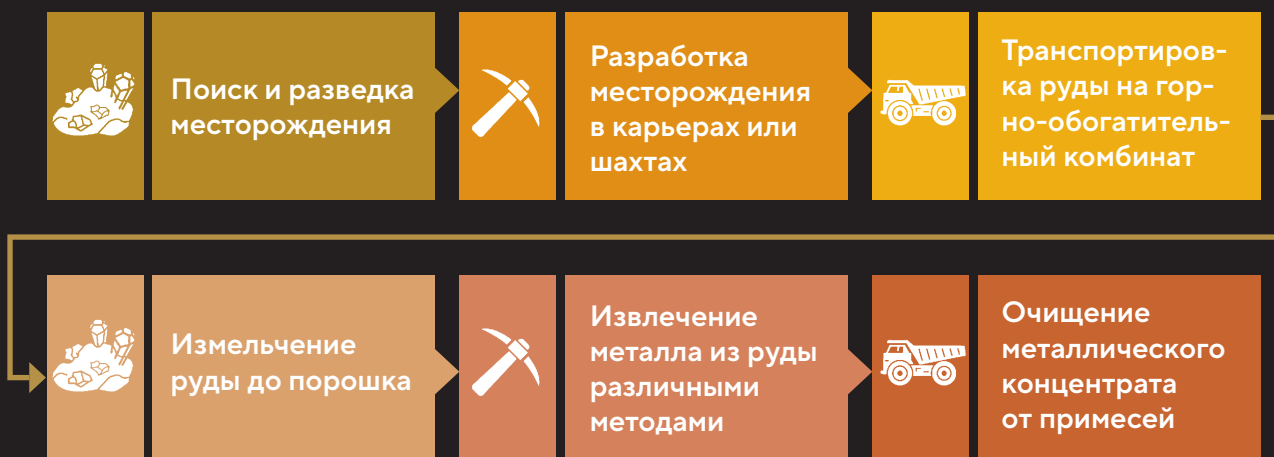 Поиск и разведка
месторождения
Разработка
месторождения
в карьерах или
шахтах
Транспортиров-
ка руды на гор-
но-обогатитель-
ный комбинат
Измельчение
руды до порошка
Извлечение
металла из руды
различными
методами
Очищение
металлического
концентрата
от примесей